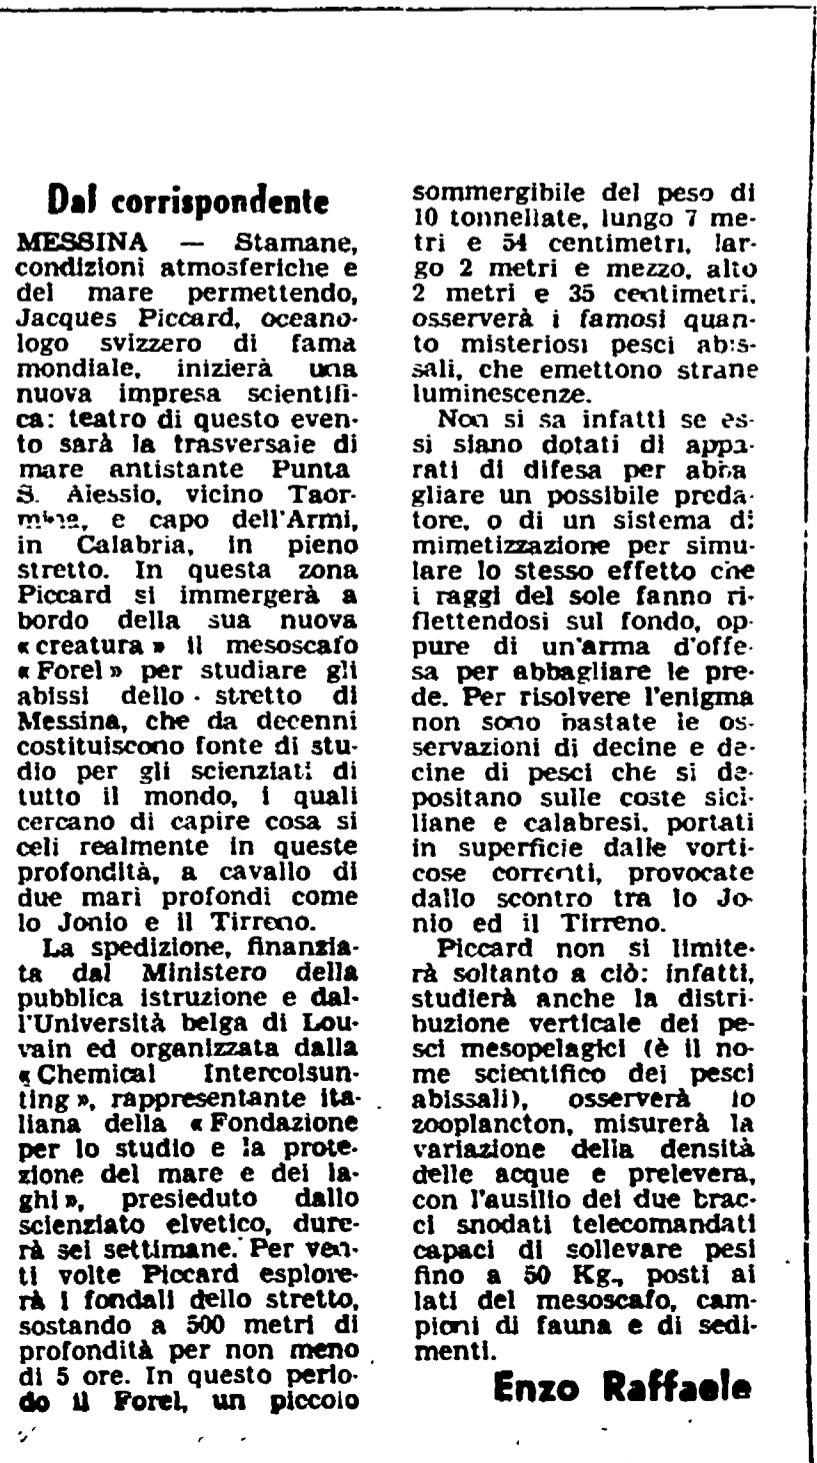 Dal corrispondente
MESSINA — Stamane,
condizioni atmosferiche e
del mare permettendo,
Jacques Piccard, oceano-
logo svizzero di fama
mondiale, inizierà una
nuova impresa scientifi-
ca: teatro di questo even-
to sarà la trasversale di
mare antistante Punta
S. Alessio, vicino Taor-
mina, e capo dell'Armi,
in Calabria, in pieno
stretto. In questa zona
Piccard si immergerà a
bordo della sua nuova
« creatura » il mesoscafo
« Forel » per studiare gli
abissi dello stretto di
Messina, che da decenni
costituiscono fonte di stu-
dio per gli scienziati di
tutto il mondo, i quali
cercano di capire cosa si
celi realmente in queste
profondità, a cavallo di
due mari profondi come
lo Jonio e il Tirreno.
La spedizione, finanzia-
ta dal Ministero della
pubblica istruzione e dal-
l'Università belga di Lou-
vain ed organizzata dalla
« Chemical Intercolsun-
ting », rappresentante ita-
liana della « Fondazione
per lo studio e la prote-
zione del mare e dei la-
ghi », presieduto dallo
scienziato elvetico, dure-
rà sei settimane. Per ven-
ti volte Piccard esplore-
rà i fondali dello stretto,
sostando a 500 metri di
profondità per non meno
di 5 ore. In questo perio-
do il Forel, un piccolo
sommergibile del peso di
10 tonnellate, lungo 7 me-
tri e 54 centimetri, lar-
go 2 metri e mezzo, alto
2 metri e 35 centimetri,
osserverà i famosi quan-
to misteriosi pesci abis-
sali, che emettono strane
luminescenze.
Non si sa infatti se es-
si siano dotati di appa-
rati di difesa per abba
gliare un possibile preda-
tore, o di un sistema di
mimetizzazione per simu-
lare lo stesso effetto che
i raggi del sole fanno ri-
flettendosi sul fondo, op-
pure di un'arma d'offe-
sa per abbagliare le pre-
de. Per risolvere l'enigma
non sono bastate le os-
servazioni di decine e de-
cine di pesci che si de-
positano sulle coste sici-
liane e calabresi, portati
in superficie dalle vorti-
cose correnti, provocate
dallo scontro tra lo Jo-
nio ed il Tirreno.
Piccard non si limite-
rà soltanto a ciò: infatti,
studierà anche la distri-
buzione verticale dei pe-
sci mesopelagici (è il no-
me scientifico dei pesci
abissali), osserverà lo
zooplancton, misurerà la
variazione della densità
delle acque e prelevera,
con l'ausilio dei due brac-
ci snodati telecomandati
capaci di sollevare pesi
fino a 50 Kg., posti ai
lati del mesoscafo, cam-
pioni di fauna e di sedi-
menti.
Enzo Raffaele